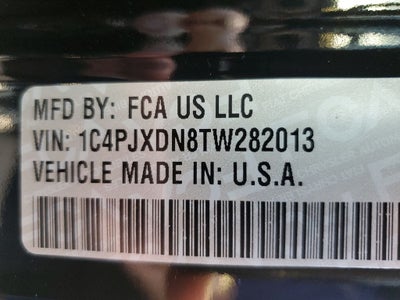 MFD BY: FCA US LLC
VIN: 1C4PJXDN8TW282013
VEHICLE MADE IN: U.S.A.